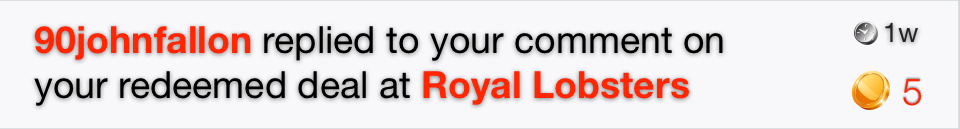 90johnfallon replied to your comment on
your redeemed deal at Royal Lobsters
1w
5